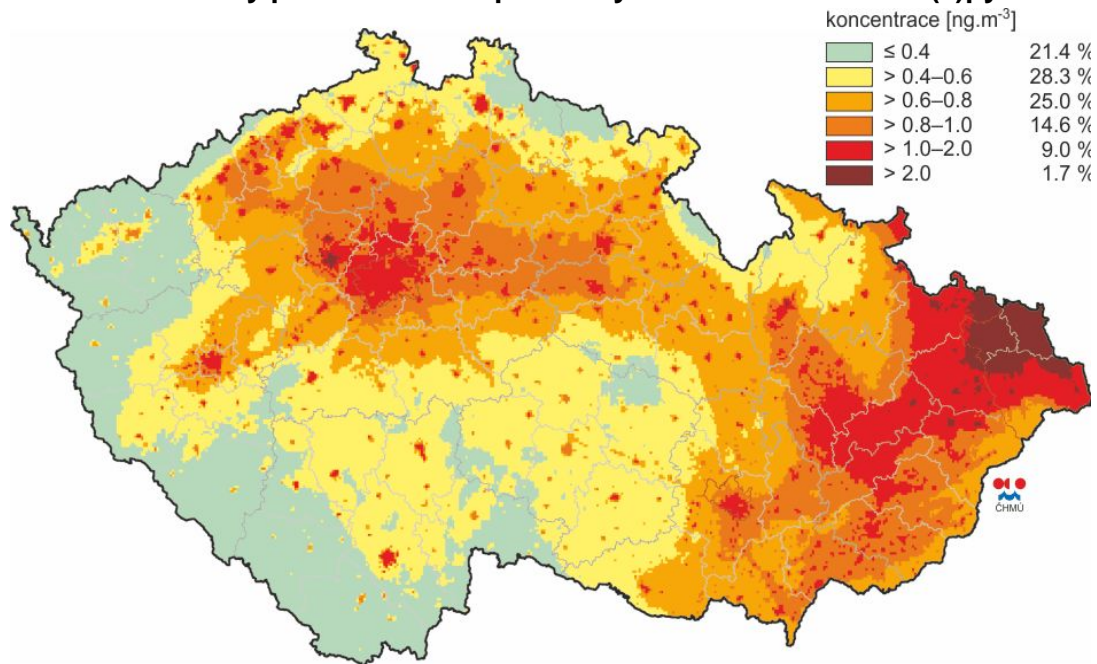 koncentrace [ng.m-3]
≤ 0.4 21.4 %
> 0.4–0.6 28.3 %
> 0.6–0.8 25.0 %
> 0.8–1.0 14.6 %
> 1.0–2.0 9.0 %
> 2.0 1.7 %
ČHMÚ